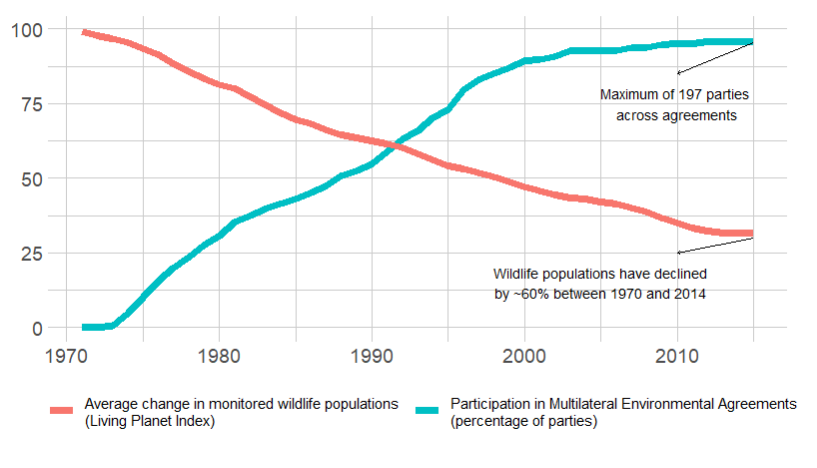 100
75
50
25
0
Maximum of 197 parties
across agreements
Wildlife populations have declined
by ~60% between 1970 and 2014
1970 1980 1990 2000 2010
Average change in monitored wildlife populations
(Living Planet Index)
Participation in Multilateral Environmental Agreements
(percentage of parties)